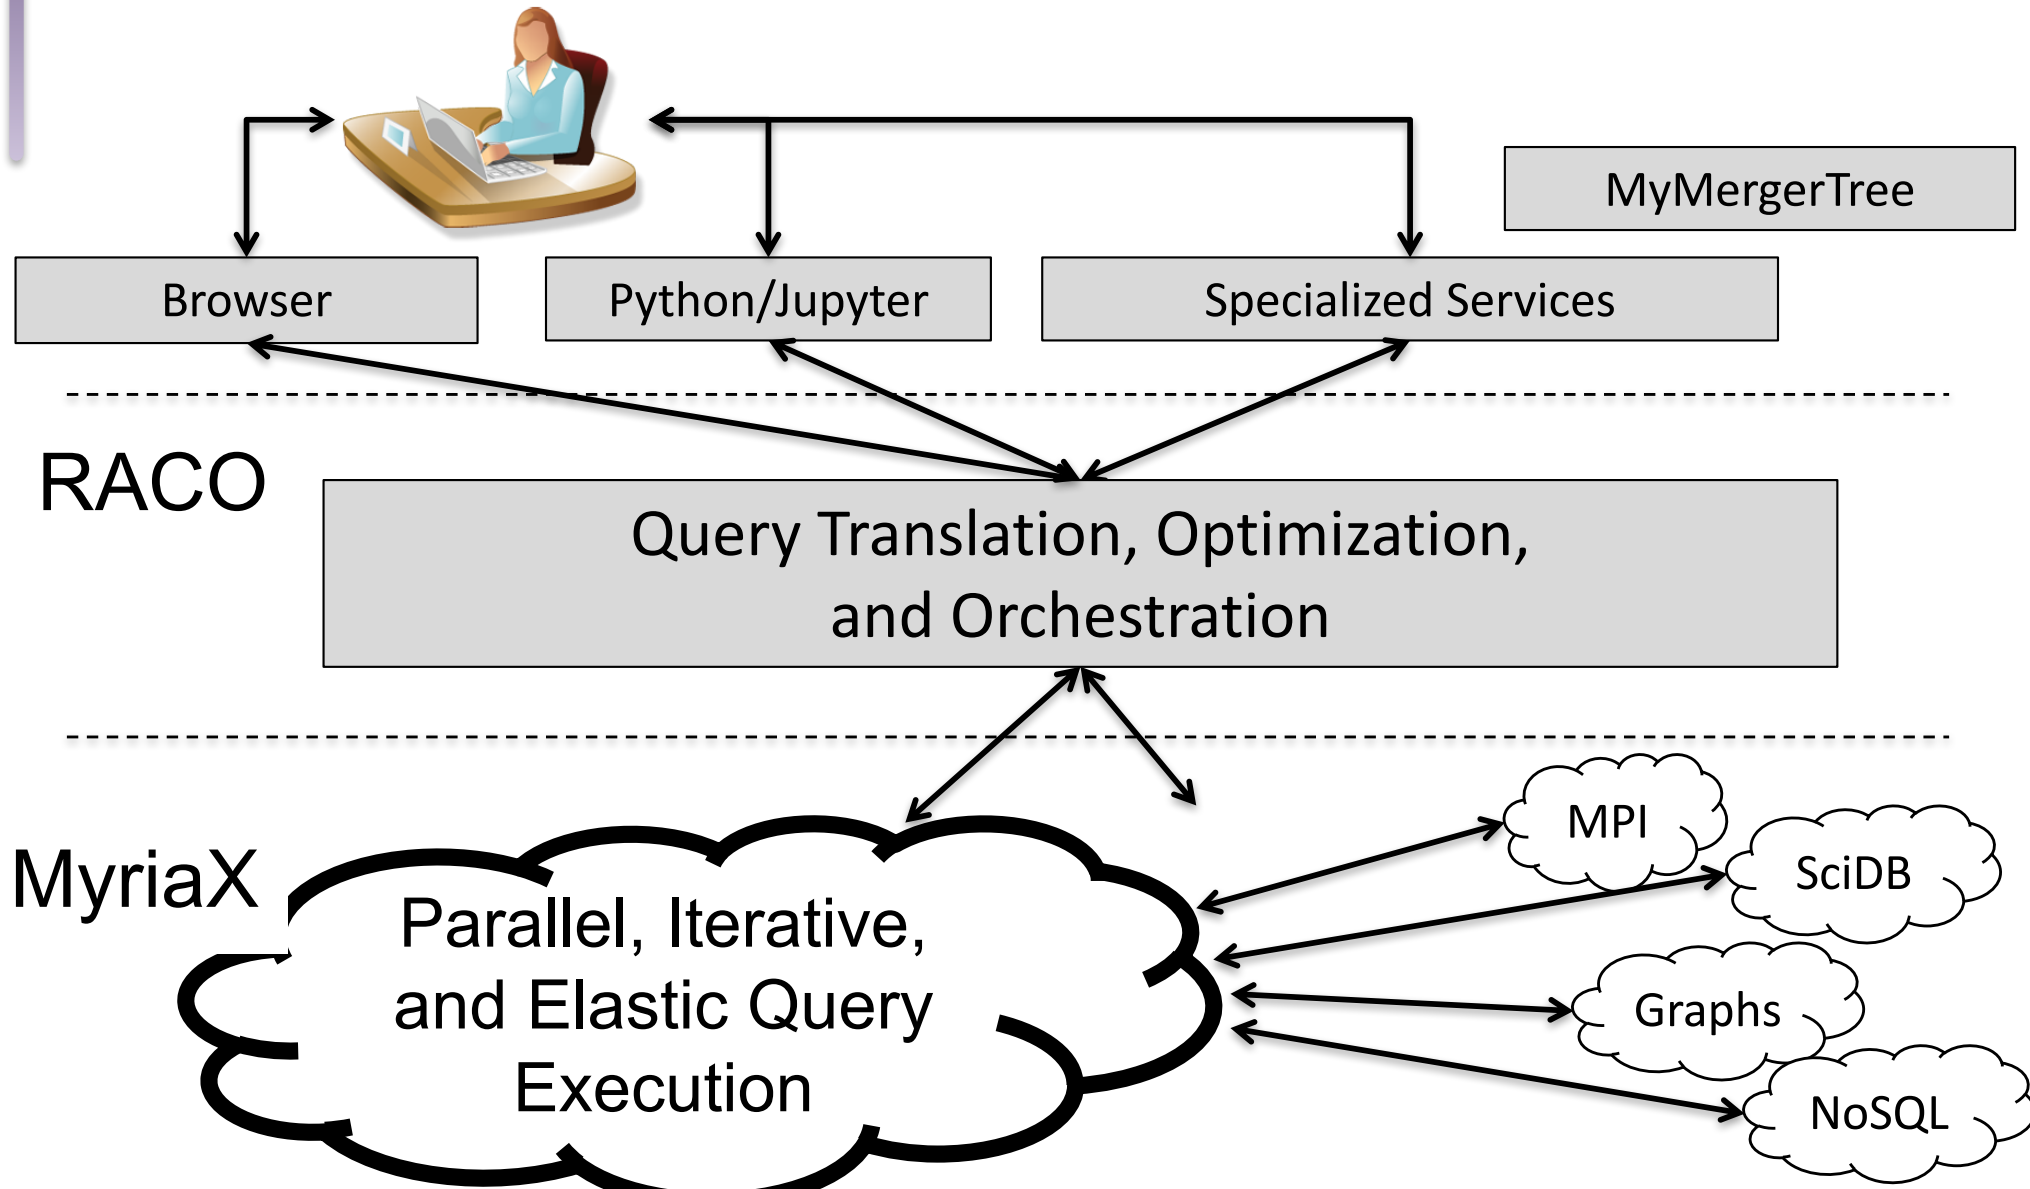 MyMergerTree
Browser
Python/Jupyter
Specialized Services
RACO
Query Translation, Optimization,
and Orchestration
MyriaX
Parallel, Iterative,
and Elastic Query
Execution
MPI
SciDB
Graphs
NoSQL